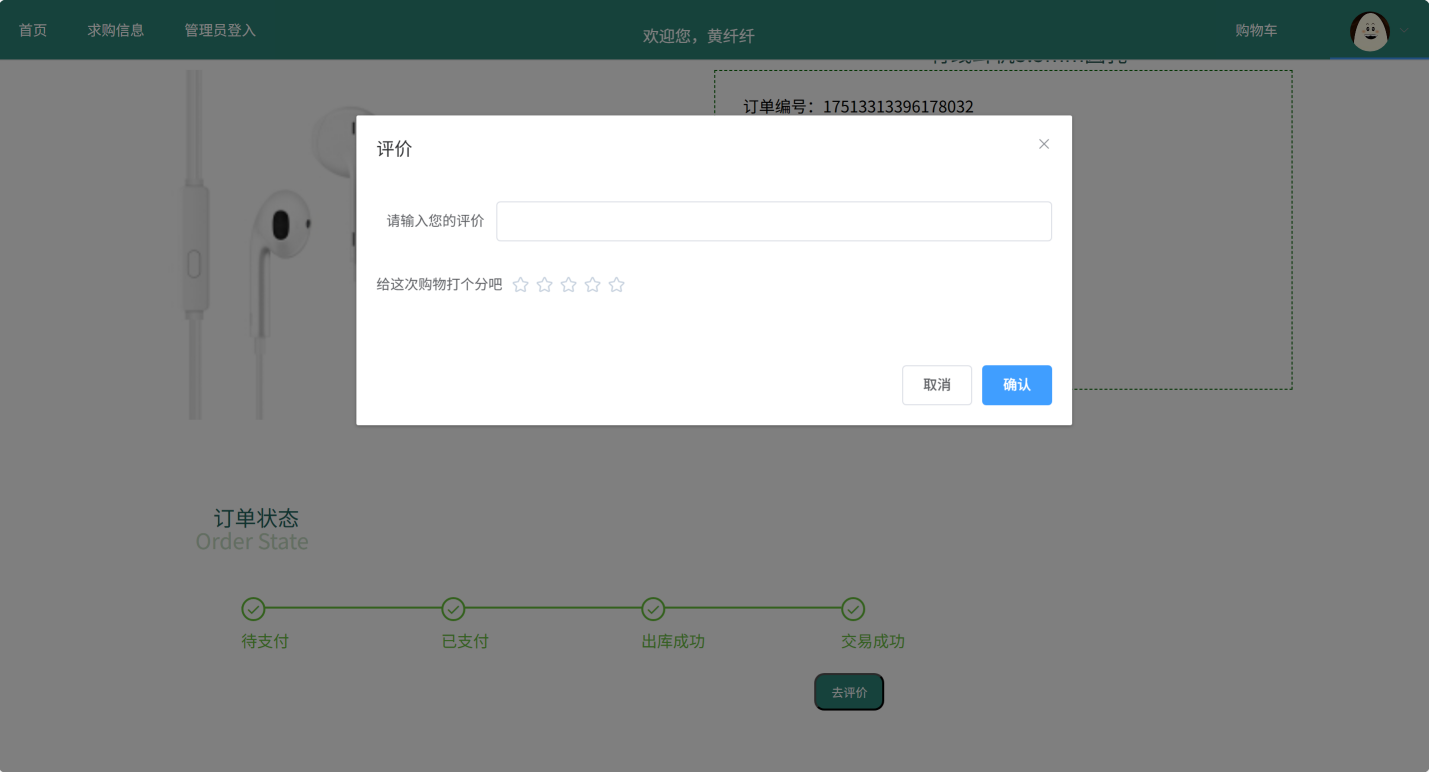 首页 求购信息 管理员登入 欢迎您，黄纤纤 购物车
订单编号：17513313396178032
评价
请输入您的评价
给这次购物打个分吧
取消 确认
订单状态
Order State
待支付 已支付 出库成功 交易成功
去评价